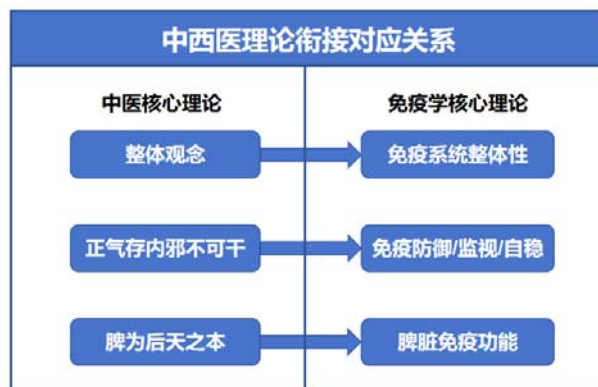 中西医理论衔接对应关系
中医核心理论
免疫学核心理论
整体观念
免疫系统整体性
正气存内邪不可干
免疫防御/监视/自稳
脾为后天之本
脾脏免疫功能